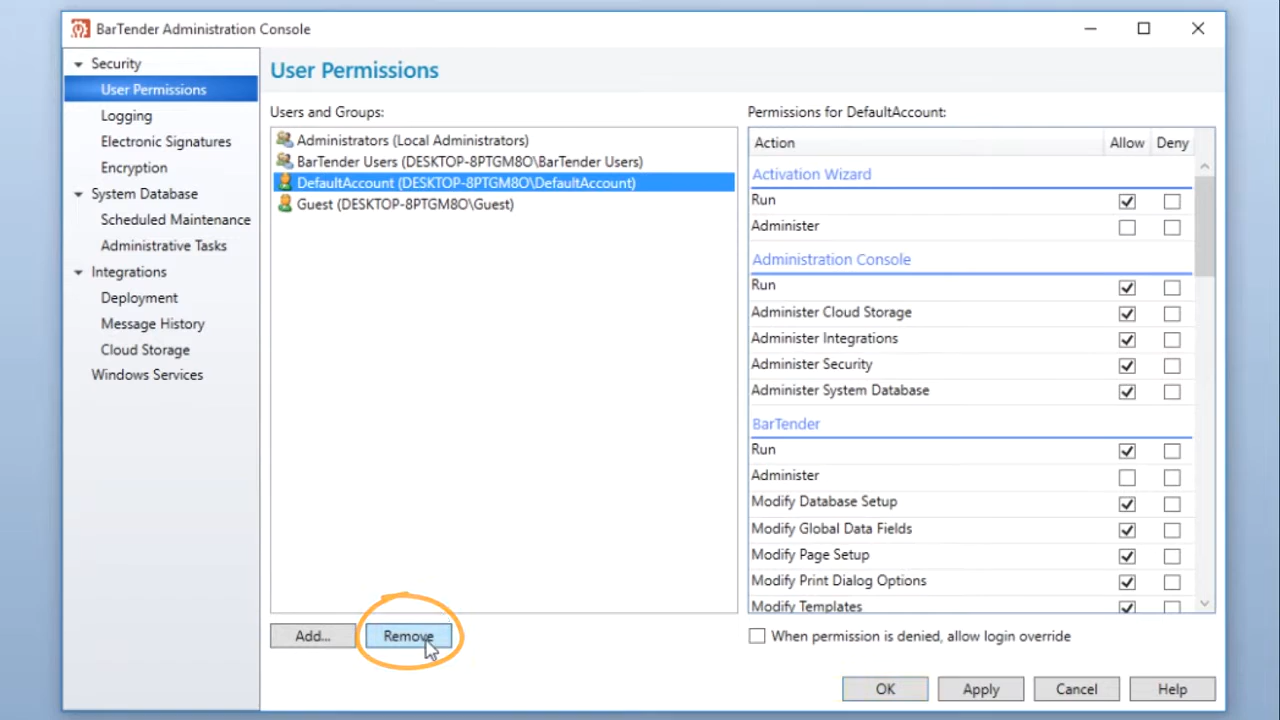 BarTender Administration Console
Security
User Permissions
Logging
Electronic Signatures
Encryption
System Database
Scheduled Maintenance
Administrative Tasks
Integrations
Deployment
Message History
Cloud Storage
Windows Services
User Permissions
Users and Groups:
Administrators (Local Administrators)
BarTender Users (DESKTOP-8PTGM8O\BarTender Users)
DefaultAccount (DESKTOP-8PTGM8O\DefaultAccount)
Guest (DESKTOP-8PTGM8O\Guest)
Add...
Remove
Permissions for DefaultAccount:
Action Allow Deny
Activation Wizard
Run
Administer
Administration Console
Run
Administer Cloud Storage
Administer Integrations
Administer Security
Administer System Database
BarTender
Run
Administer
Modify Database Setup
Modify Global Data Fields
Modify Page Setup
Modify Print Dialog Options
Modify Templates
When permission is denied, allow login override
OK Apply Cancel Help